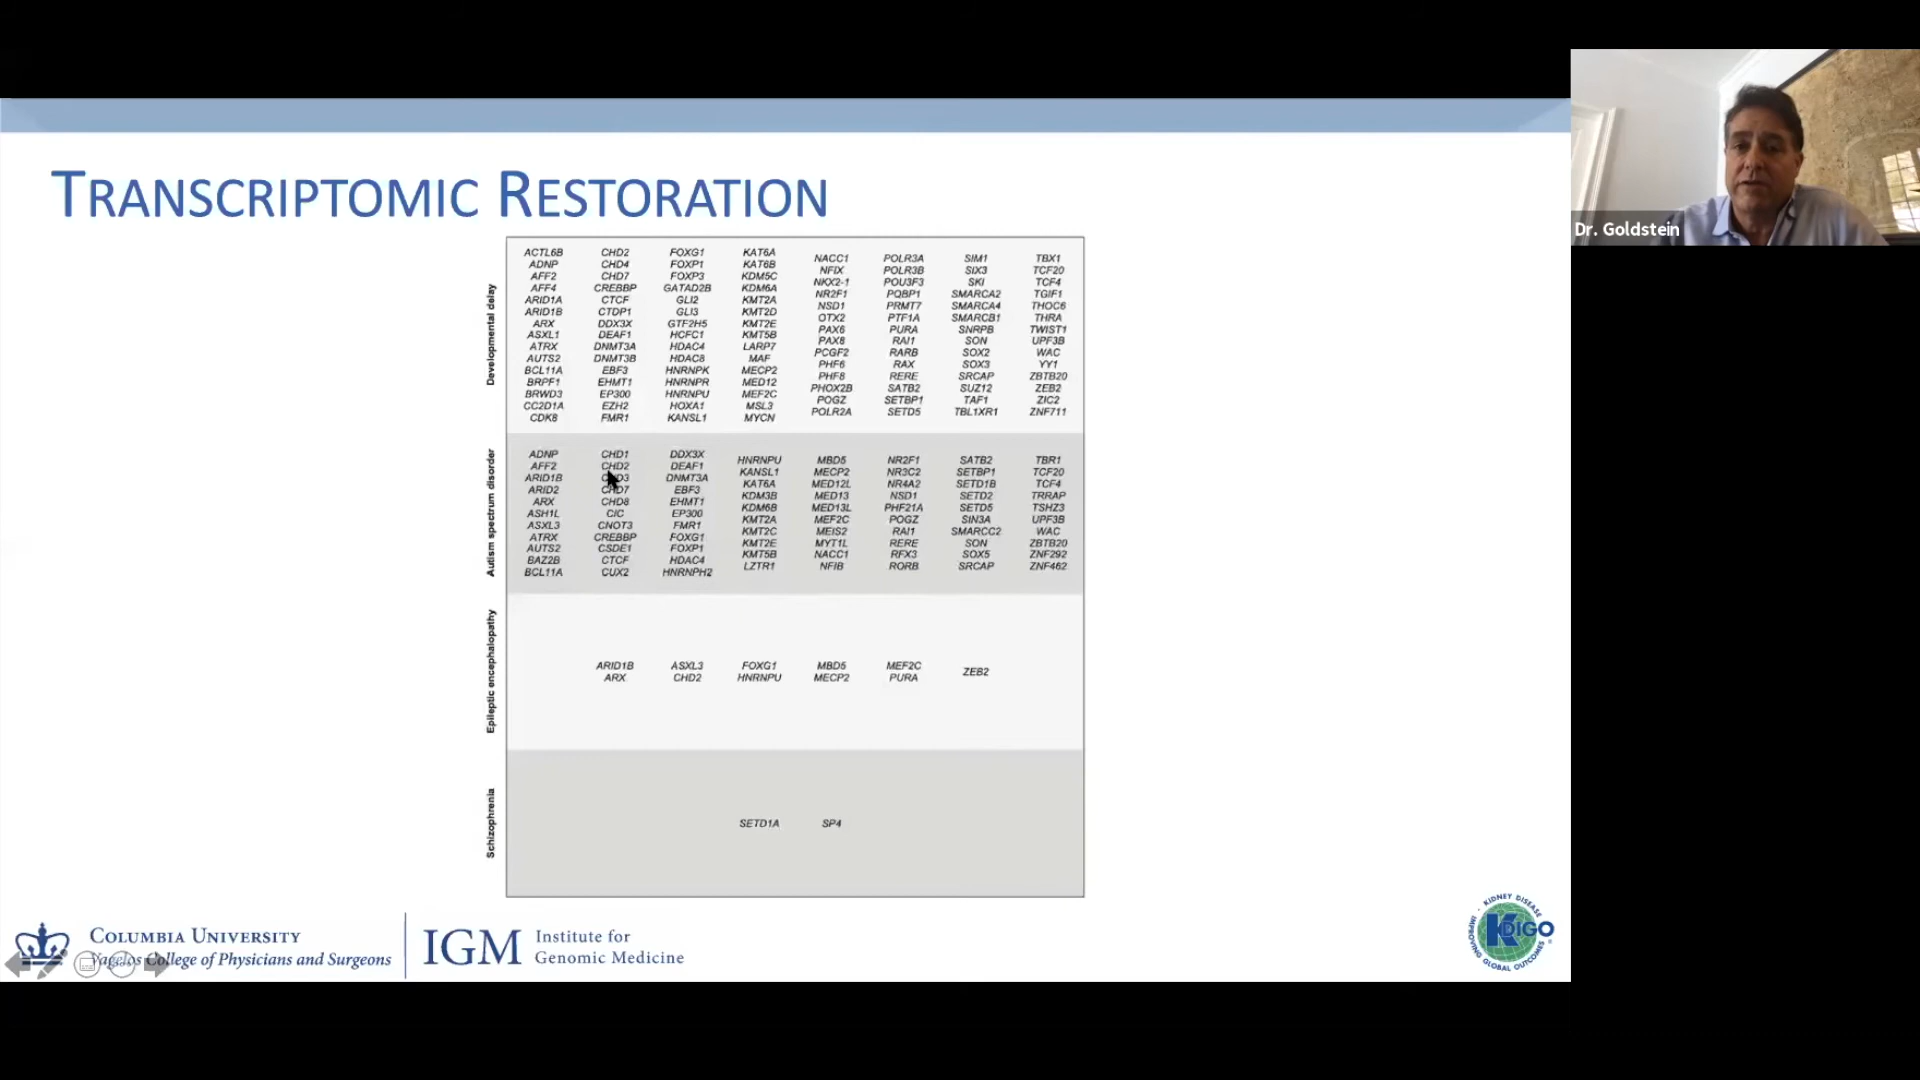 TRANSCRIPTOMIC RESTORATION
Dr. Goldstein
Developmental delay
ACTL6B CHD2 FOXG1 KAT6A
ADNP CHD4 FOXP1 KAT6B
AFF2 CHD7 FOXP3 KDM5C
AFF4 CREBBP GATAD2B KDM6A
ARID1A CTCF GLI2 KMT2A
ARID1B CTDP1 GLI3 KMT2D
ARX DDX3X GTF2H5 KMT2E
ASXL1 DEAF1 HCFC1 KMT5B
ATRX DNMT3A HDAC4 LARP7
AUTS2 DNMT3B HDAC8 MAF
BCL11A EBF3 HNRNPK MECP2
BRPF1 EHMT1 HNRNPR MED12
BRWD3 EP300 HNRNPU MEF2C
CC2D1A EZH2 HOXA1 MSL3
CDK8 FMR1 KANSL1 MYCN
NACC1 POLR3A SIM1 TBX1
NFIX POLR3B SIX3 TCF20
NKX2-1 POU3F3 SKI TCF4
NR2F1 PQBP1 SMARCA2 TGIF1
NSD1 PRMT7 SMARCA4 THOC6
OTX2 PTF1A SMARCB1 THRA
PAX6 PURA SNRPB TWIST1
PAX8 RAI1 SON UPF3B
PCGF2 RARB SOX2 WAC
PHF6 RAX SOX3 YY1
PHF8 RERE SRCAP ZBTB20
PHOX2B SATB2 SUZ12 ZEB2
POGZ SETBP1 TAF1 ZIC2
POLR2A SETD5 TBL1XR1 ZNF711
Autism spectrum disorder
ADNP CHD1 DDX3X
AFF2 CHD2 DEAF1
ARID1B CHD3 DNMT3A
ARID2 CHD7 EBF3
ARX CHD8 EHMT1
ASH1L CIC EP300
ASXL3 CNOT3 FMR1
ATRX CREBBP FOXG1
AUTS2 CSDE1 FOXP1
BAZ2B CTCF HDAC4
BCL11A CUX2 HNRNPH2
HNRNPU MBD5 NR2F1 SATB2 TBR1
KANSL1 MECP2 NR3C2 SETBP1 TCF20
KAT6A MED12L NR4A2 SETD1B TCF4
KDM3B MED13 NSD1 SETD2 TRRAP
KDM6B MED13L PHF21A SETD5 TSHZ3
KMT2A MEF2C POGZ SIN3A UPF3B
KMT2C MEIS2 RAI1 SMARCC2 WAC
KMT2E MYT1L RERE SON ZBTB20
KMT5B NACC1 RFX3 SOX5 ZNF292
LZTR1 NFIB RORB SRCAP ZNF462
Epileptic encephalopathy
ARID1B ASXL3 FOXG1 MBD5 MEF2C
ARX CHD2 HNRNPU MECP2 PURA
ZEB2
Schizophrenia
SETD1A SP4
COLUMBIA UNIVERSITY
Vagelos College of Physicians and Surgeons
IGM
Institute for
Genomic Medicine
KIDNEY DISEASE
KDIGO
IMPROVING GLOBAL OUTCOMES